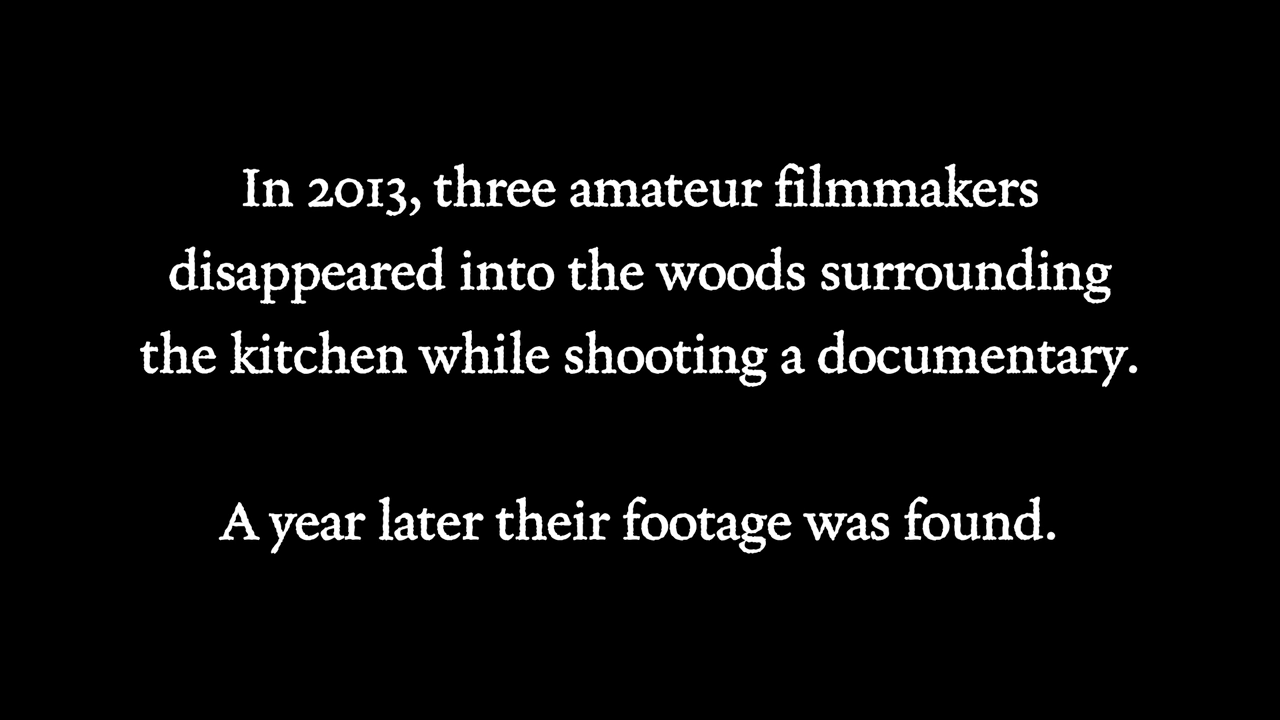 In 2013, three amateur filmmakers
disappeared into the woods surrounding
the kitchen while shooting a documentary.
A year later their footage was found.